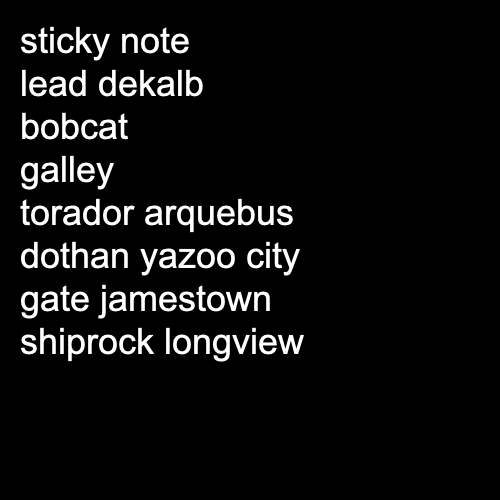 sticky note
lead dekalb
bobcat
galley
torador arquebus
dothan yazoo city
gate jamestown
shiprock longview